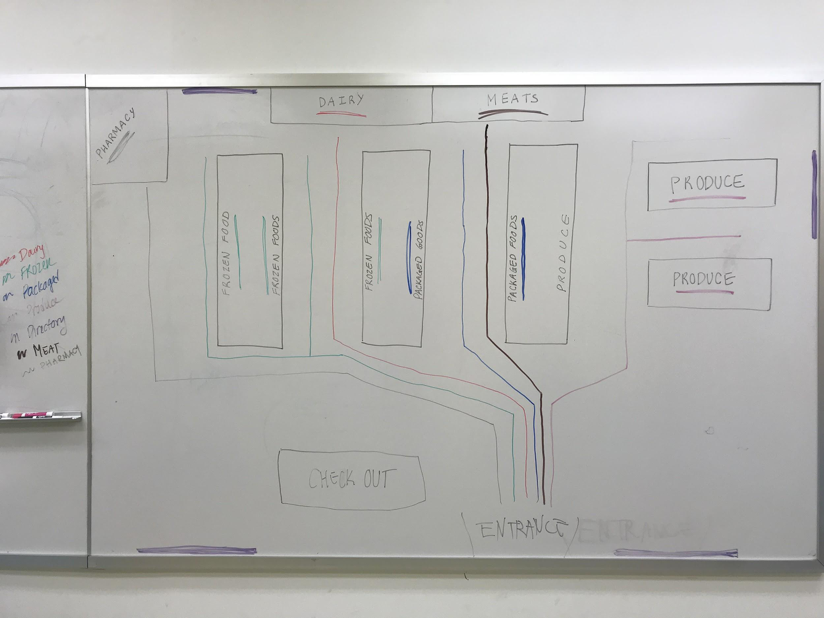 PHARMACY
DAIRY
MEATS
FROZEN FOOD
FROZEN FOODS
FROZEN FOODS
PACKAGED GOODS
PACKAGED FOODS
PRODUCE
PRODUCE
PRODUCE
Dairy
FROZEN
Packaged
Produce
Directory
MEAT
PHARMACY
CHECK OUT
ENTRANCE
ENTRANCE